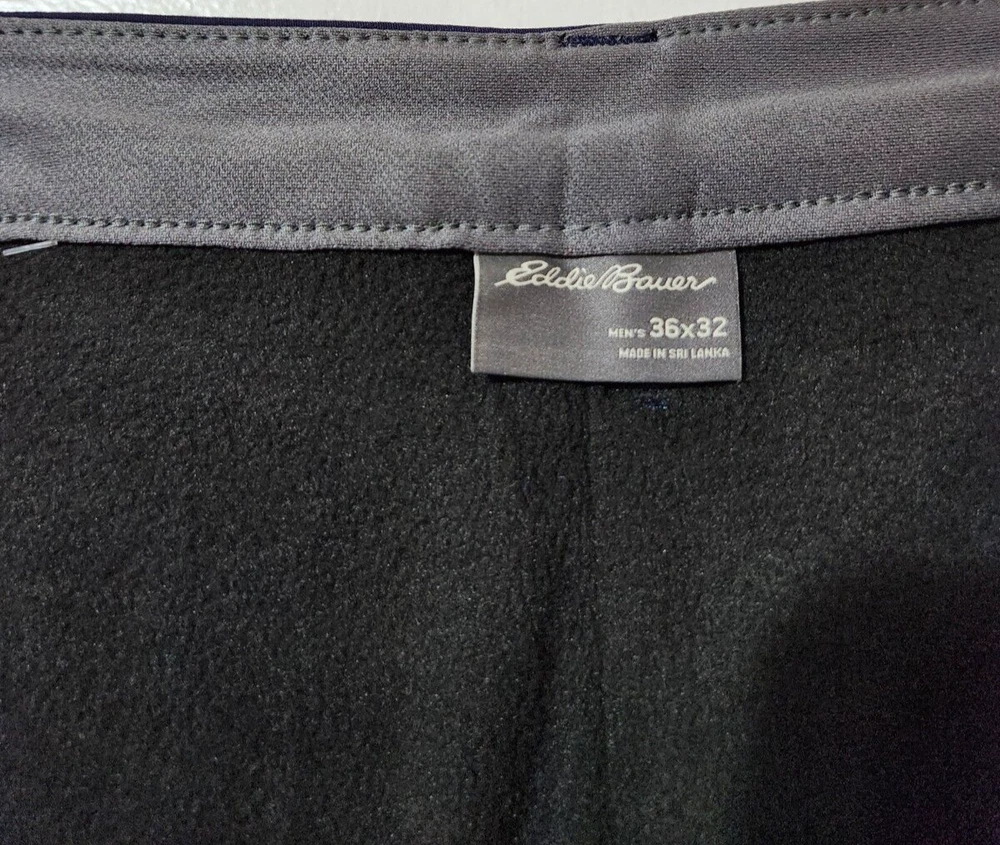 Eddie Bauer
MEN'S 36x32
MADE IN SRI LANKA